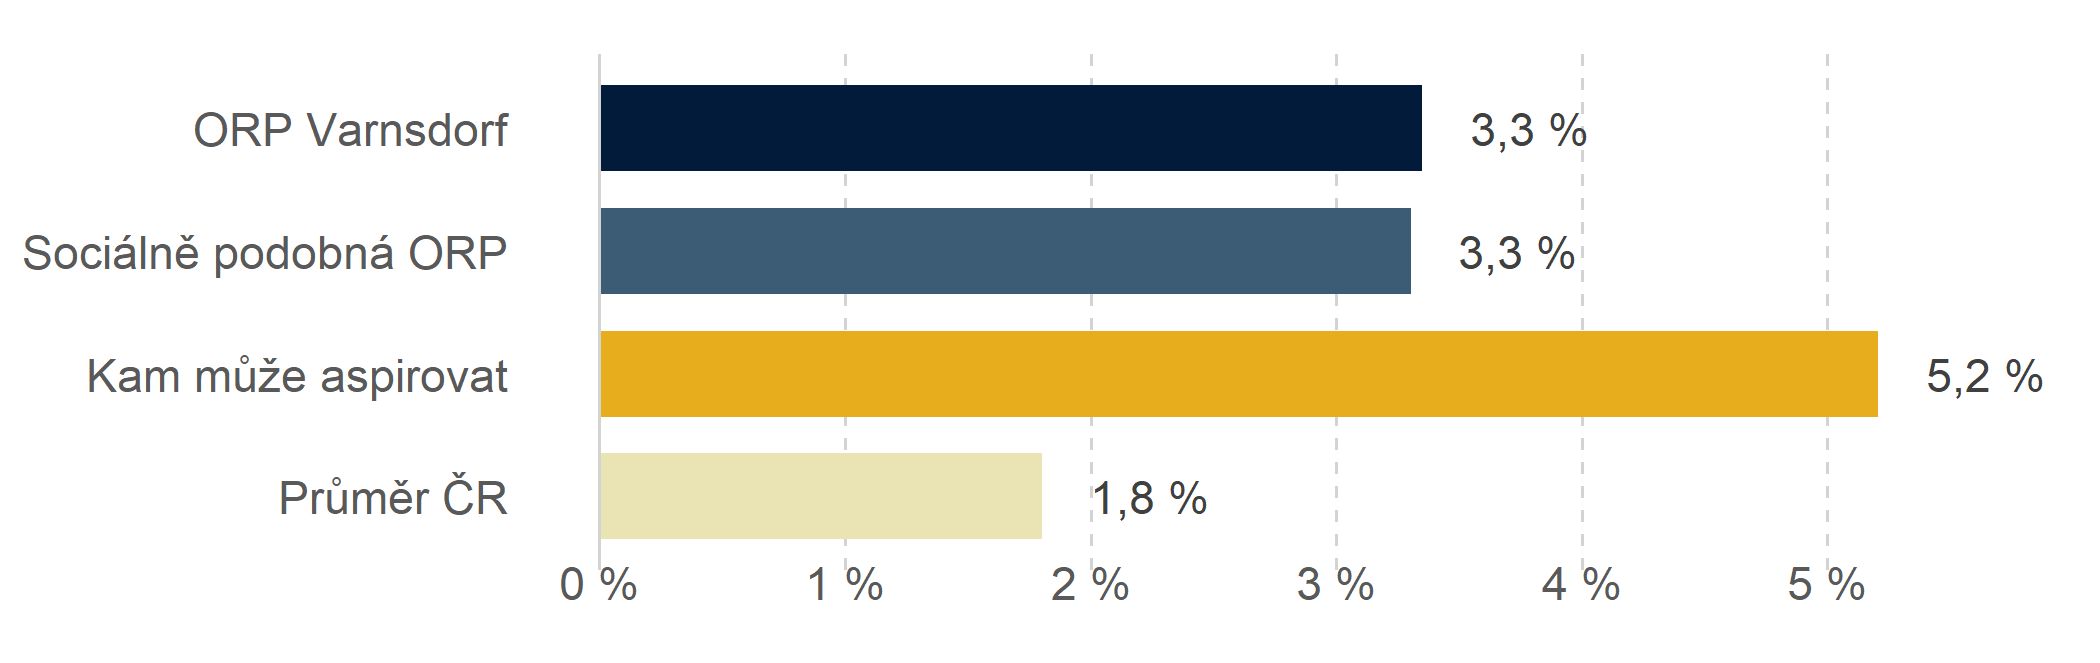 ORP Varnsdorf 3,3 %
Sociálně podobná ORP 3,3 %
Kam může aspirovat 5,2 %
Průměr ČR 1,8 %
0 % 1 % 2 % 3 % 4 % 5 %